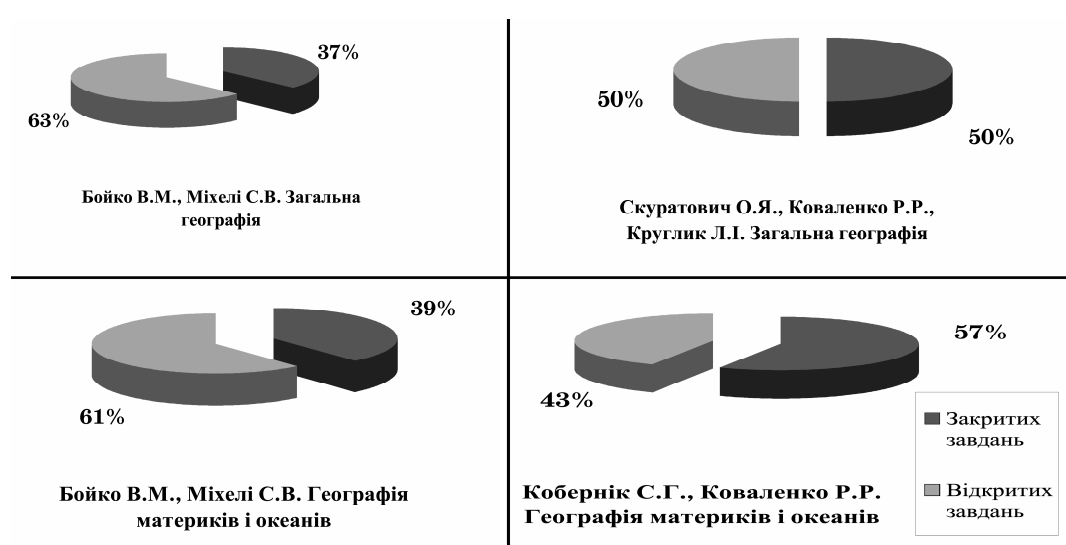 37%
63%
Бойко В.М., Міхелі С.В. Загальна
географія
50%
50%
Скуратович О.Я., Коваленко Р.Р.,
Круглик Л.І. Загальна географія
39%
61%
Бойко В.М., Міхелі С.В. Географія
материків і океанів
57%
43%
Кобернік С.Г., Коваленко Р.Р.
Географія материків і океанів
Закритих
завдань
Відкритих
завдань